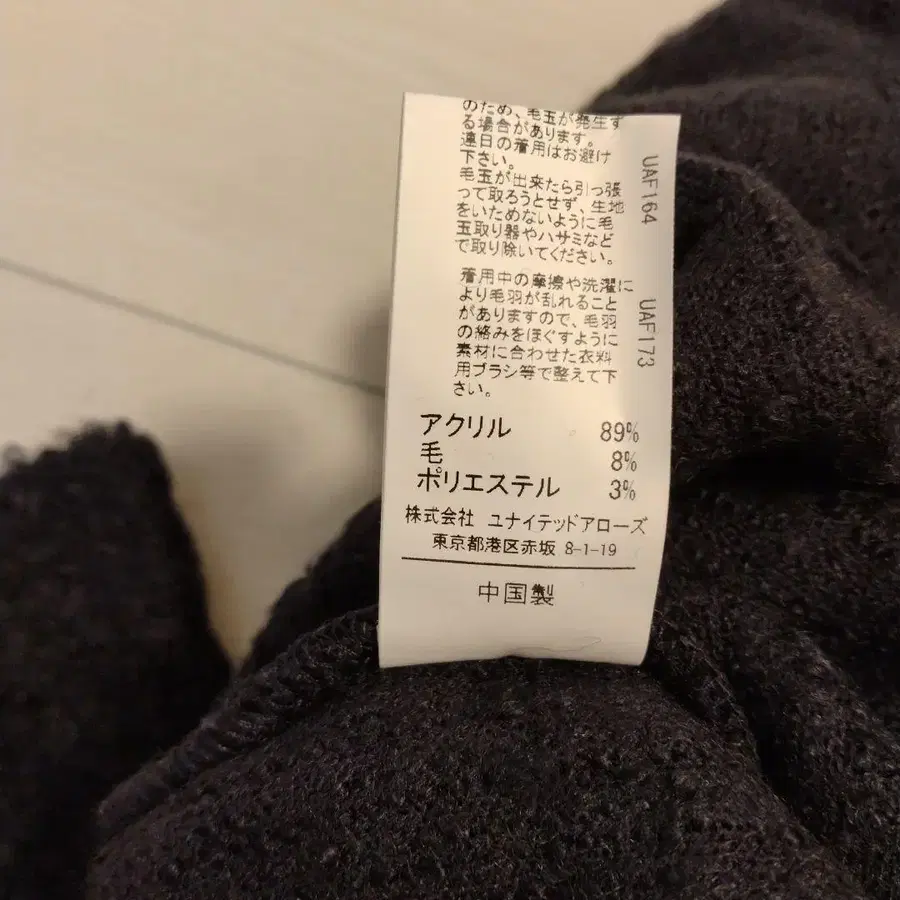 のため、毛玉が発生す
る場合があります。
連日の着用はお避け
下さい。
毛玉が出来たら引っ張
って取ろうとせず、生地
をいためないように毛
玉取り器やハサミなど
で取り除いてください。
着用中の摩擦や洗濯に
より毛羽が乱れること
がありますので、毛羽
の絡みをほぐすように
素材に合わせた衣料
用ブラシ等で整えて下
さい。
アクリル 89%
毛 8%
ポリエステル 3%
株式会社 ユナイテッドアローズ
東京都港区赤坂 8-1-19
中国製
UAF164
UAF173